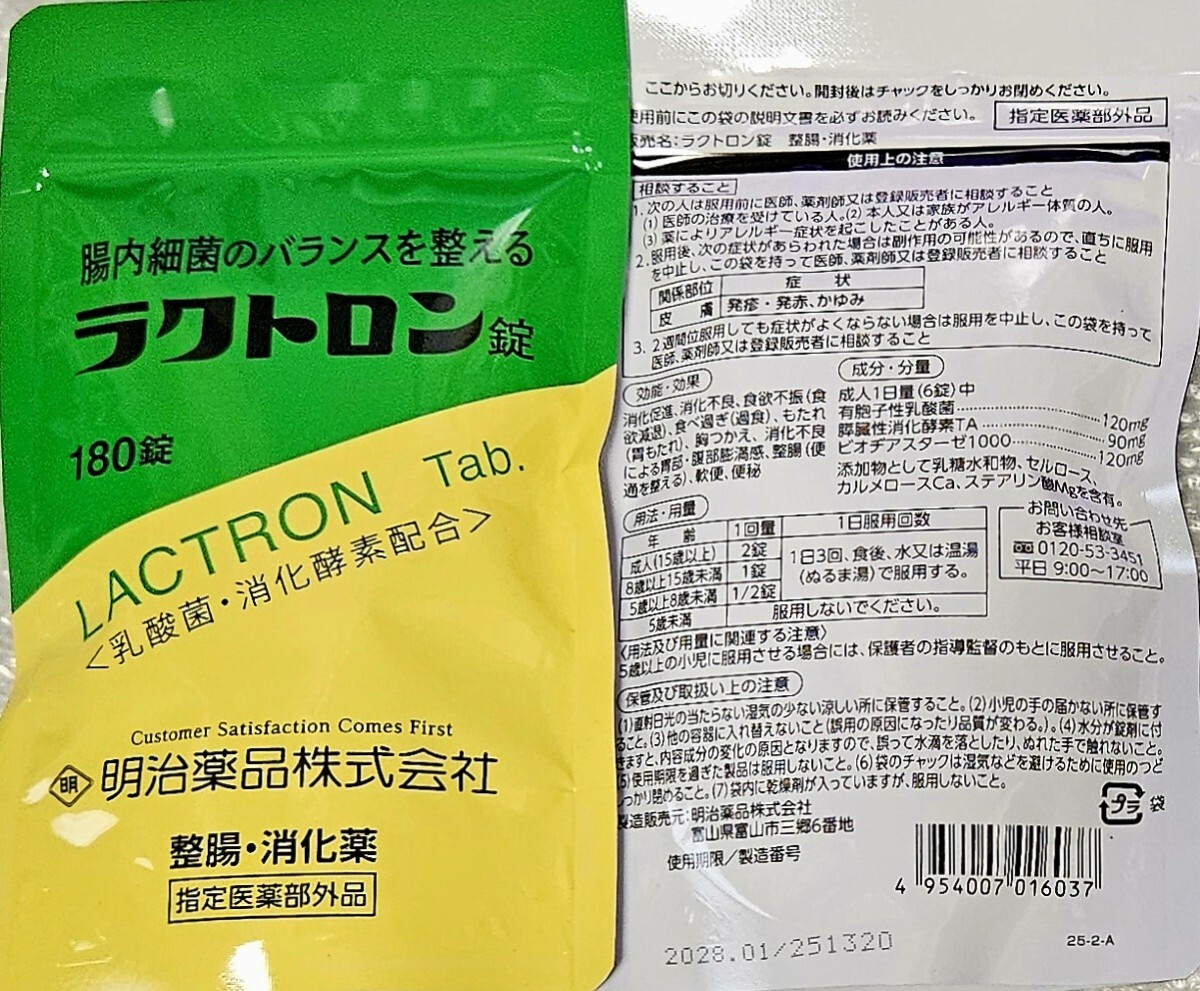 腸内細菌のバランスを整える
ラクトロン錠
180錠
LACTRON Tab.
<乳酸菌・消化酵素配合>
Customer Satisfaction Comes First
明 明治薬品株式会社
整腸・消化薬
指定医薬部外品
ここからお切りください。開封後はチャックをしっかりお閉めください。
使用前にこの袋の説明文書を必ずお読みください。
指定医薬部外品
販売名:ラクトロン錠 整腸・消化薬
使用上の注意
相談すること
1. 次の人は服用前に医師、薬剤師又は登録販売者に相談すること
(1) 医師の治療を受けている人。(2) 本人又は家族がアレルギー体質の人。
(3) 薬によりアレルギー症状を起こしたことがある人。
2. 服用後、次の症状があらわれた場合は副作用の可能性があるので、直ちに服用
を中止し、この袋を持って医師、薬剤師又は登録販売者に相談すること
関係部位 症状
皮膚 発疹・発赤、かゆみ
3. 2週間位服用しても症状がよくならない場合は服用を中止し、この袋を持って
医師、薬剤師又は登録販売者に相談すること
効能・効果
消化促進、消化不良、食欲不振(食
欲減退)、食べ過ぎ(過食)、もたれ
(胃もたれ)、胸つかえ、消化不良
による胃部・腹部膨満感、整腸(便
通を整える)、軟便、便秘
成分・分量
成人1日量(6錠)中
有胞子性乳酸菌 120mg
膵臓性消化酵素TA 90mg
ビオヂアスターゼ1000 120mg
添加物として乳糖水和物、セルロース、
カルメロースCa、ステアリン酸Mgを含有。
用法・用量
年齢 1回量 1日服用回数
成人(15歳以上) 2錠 1日3回、食後、水又は温湯
8歳以上15歳未満 1錠 (ぬるま湯)で服用する。
5歳以上8歳未満 1/2錠
5歳未満 服用しないでください。
お問い合わせ先
お客様相談室
0120-53-3451
平日 9:00~17:00
〈用法及び用量に関連する注意〉
5歳以上の小児に服用させる場合には、保護者の指導監督のもとに服用させること。
保管及び取扱い上の注意
(1)直射日光の当たらない湿気の少ない涼しい所に保管すること。(2)小児の手の届かない所に保管す
ること。(3)他の容器に入れ替えないこと(誤用の原因になったり品質が変わる。)。(4)水分が錠剤に付
きますと、内容成分の変化の原因となりますので、誤って水滴を落としたり、ぬれた手で触れないこと。
(5)使用期限を過ぎた製品は服用しないこと。(6)袋のチャックは湿気などを避けるために使用のつど
しっかり閉めること。(7)袋内に乾燥剤が入っていますが、服用しないこと。
製造販売元:明治薬品株式会社
富山県富山市三郷6番地
プラ 袋
使用期限/製造番号
4 954007 016037
2028.01/251320
25-2-A